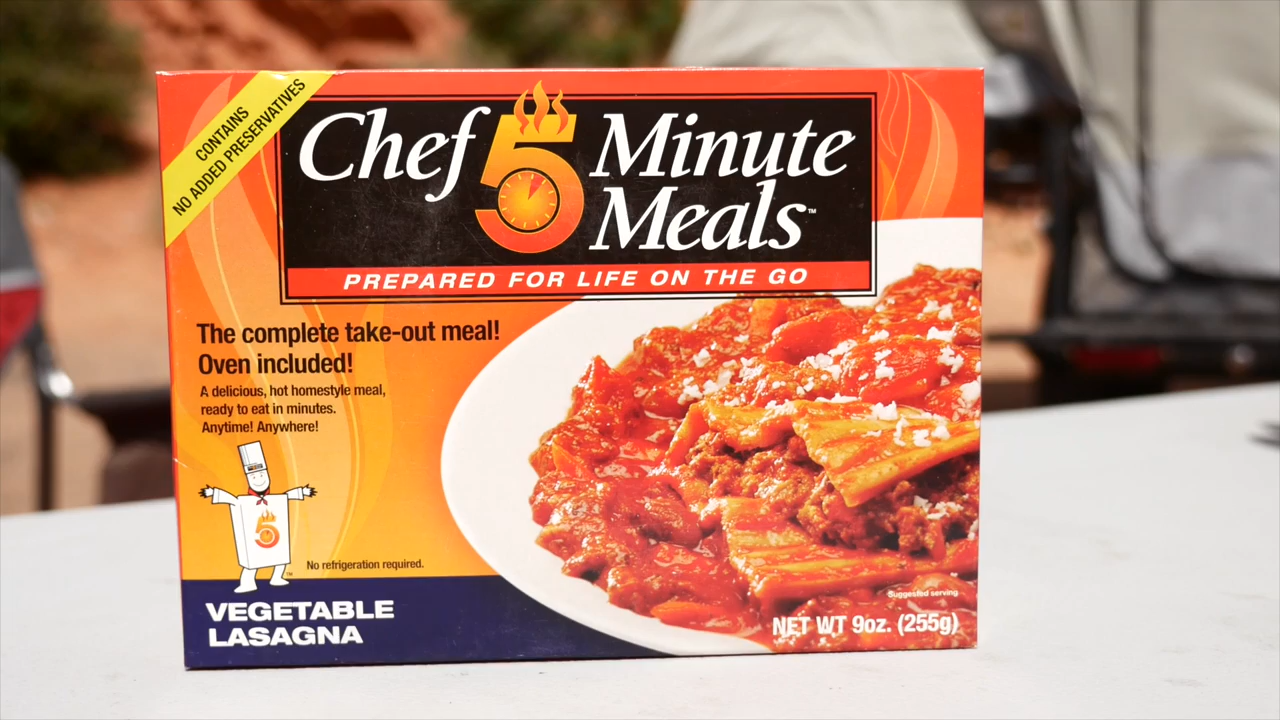 CONTAINS
NO ADDED PRESERVATIVES
Chef 5 Minute
Meals™
PREPARED FOR LIFE ON THE GO
The complete take-out meal!
Oven included!
A delicious, hot homestyle meal,
ready to eat in minutes.
Anytime! Anywhere!
5
™
No refrigeration required.
VEGETABLE
LASAGNA
Suggested serving
NET WT 9oz. (255g)